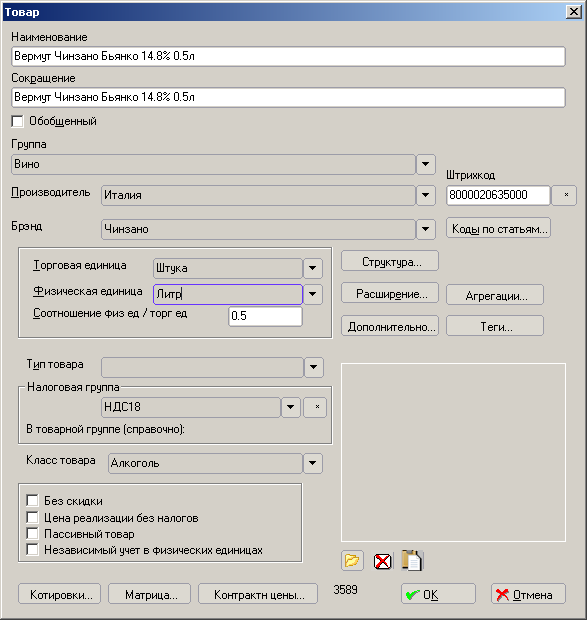 Товар
Наименование
Вермут Чинзано Бьянко 14.8% 0.5л
Сокращение
Вермут Чинзано Бьянко 14.8% 0.5л
Обобщенный
Группа
Вино
Штрихкод
Производитель Италия 8000020635000 *
Брэнд Чинзано Коды по статьям...
Торговая единица Штука Структура...
Физическая единица Литр Расширение... Агрегации...
Соотношение физ ед / торг ед 0.5 Дополнительно... Теги...
Тип товара
Налоговая группа
НДС18 *
В товарной группе (справочно):
Класс товара Алкоголь
Без скидки
Цена реализации без налогов
Пассивный товар
Независимый учет в физических единицах
Котировки... Матрица... Контрактн цены... 3589 OK Отмена